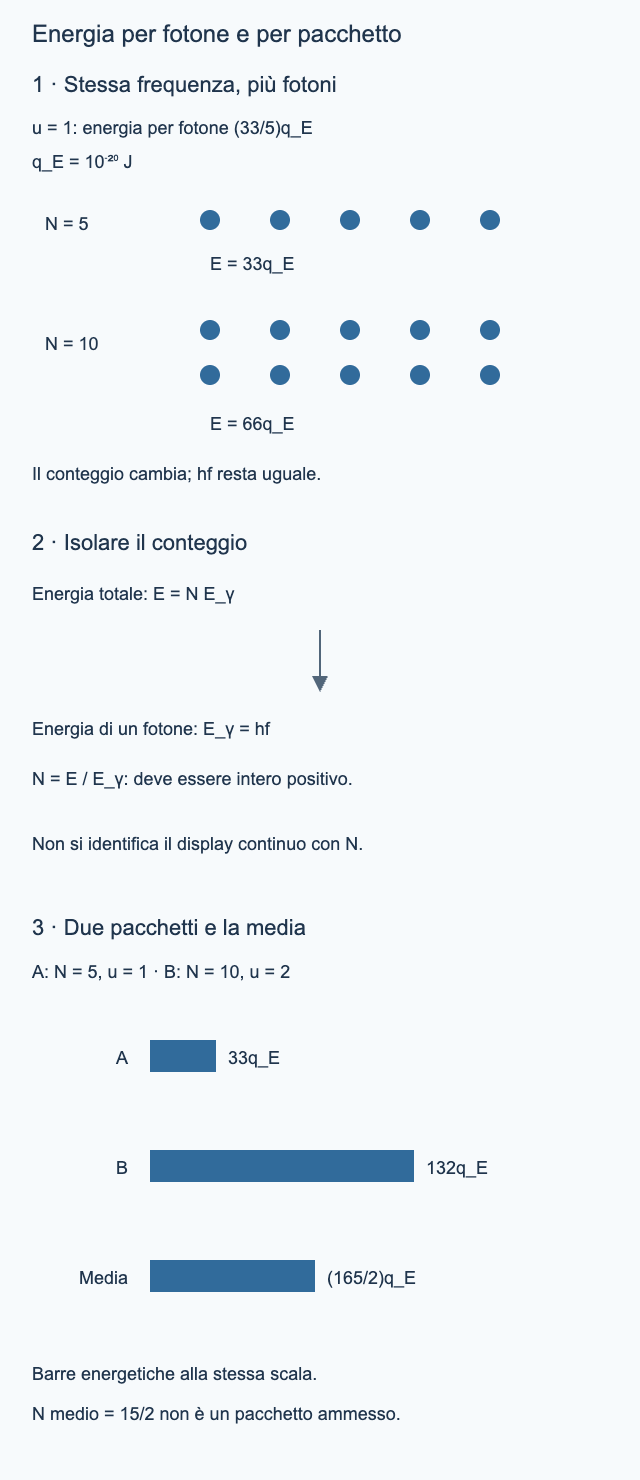 Energia per fotone e per pacchetto
1 · Stessa frequenza, più fotoni
u = 1: energia per fotone (33/5)q_E
q_E = 10⁻²⁰ J
N = 5
E = 33q_E
N = 10
E = 66q_E
Il conteggio cambia; hf resta uguale.
2 · Isolare il conteggio
Energia totale: E = N E_γ
Energia di un fotone: E_γ = hf
N = E / E_γ: deve essere intero positivo.
Non si identifica il display continuo con N.
3 · Due pacchetti e la media
A: N = 5, u = 1 · B: N = 10, u = 2
A 33q_E
B 132q_E
Media (165/2)q_E
Barre energetiche alla stessa scala.
N medio = 15/2 non è un pacchetto ammesso.